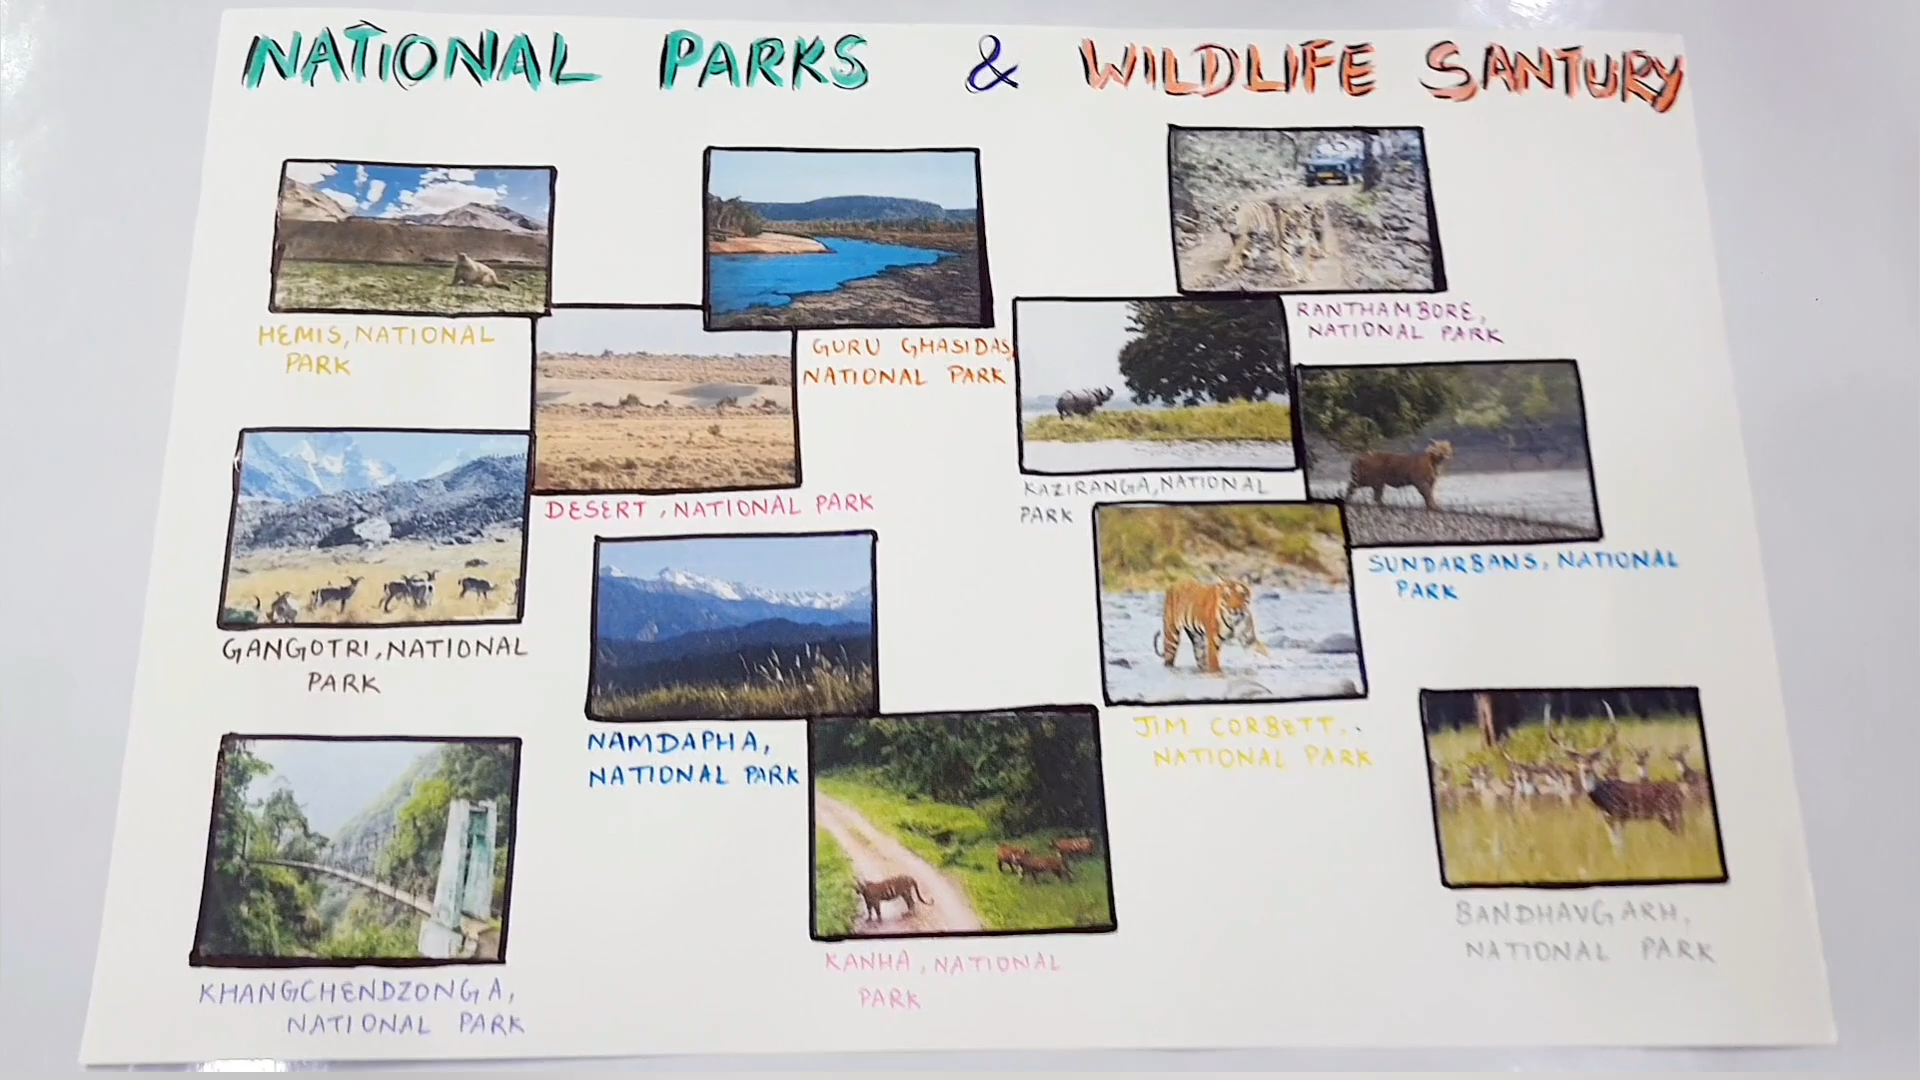 NATIONAL PARKS & WILDLIFE SANTURY
HEMIS, NATIONAL
PARK
GURU GHASIDAS,
NATIONAL PARK
RANTHAMBORE,
NATIONAL PARK
DESERT, NATIONAL PARK
KAZIRANGA, NATIONAL
PARK
SUNDARBANS, NATIONAL
PARK
GANGOTRI, NATIONAL
PARK
NAMDAPHA,
NATIONAL PARK
JIM CORBETT..
NATIONAL PARK
KHANGCHENDZONGA,
NATIONAL PARK
KANHA, NATIONAL
PARK
BANDHAVGARH,
NATIONAL PARK